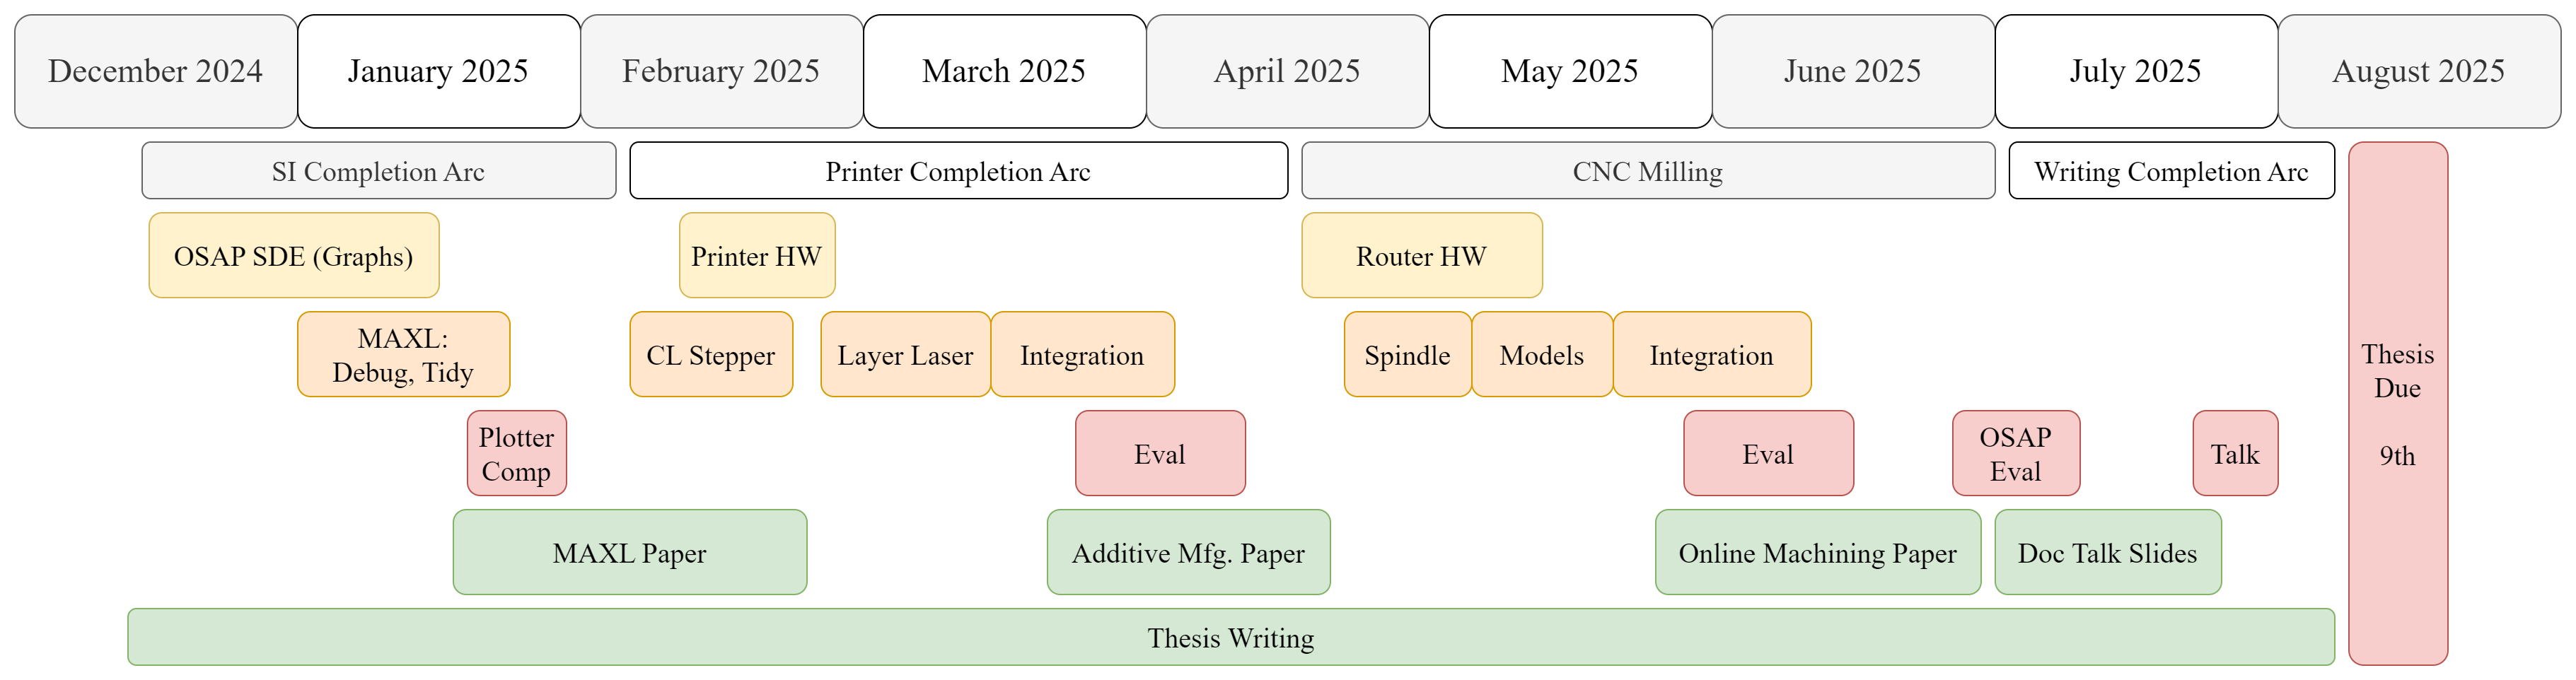 December 2024
January 2025
February 2025
March 2025
April 2025
May 2025
June 2025
July 2025
August 2025
SI Completion Arc
Printer Completion Arc
CNC Milling
Writing Completion Arc
OSAP SDE (Graphs)
Printer HW
Router HW
MAXL:
Debug, Tidy
CL Stepper
Layer Laser
Integration
Spindle
Models
Integration
Thesis
Due
9th
Plotter
Comp
Eval
Eval
OSAP
Eval
Talk
MAXL Paper
Additive Mfg. Paper
Online Machining Paper
Doc Talk Slides
Thesis Writing